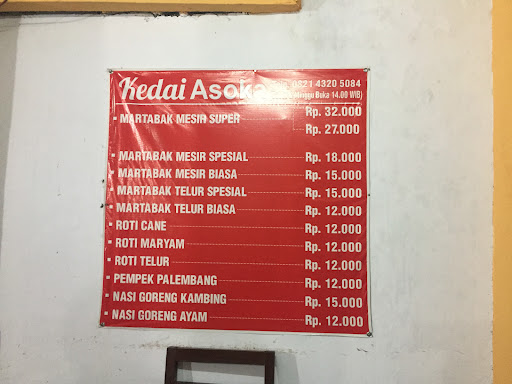 Kedai Asoka 0821 4320 5084
Minggu Buka 14.00 WIB)
MARTABAK MESIR SUPER Rp. 32.000
Rp. 27.000
MARTABAK MESIR SPESIAL Rp. 18.000
MARTABAK MESIR BIASA Rp. 15.000
MARTABAK TELUR SPESIAL Rp. 15.000
MARTABAK TELUR BIASA Rp. 12.000
ROTI CANE Rp. 12.000
ROTI MARYAM Rp. 12.000
ROTI TELUR Rp. 12.000
PEMPEK PALEMBANG Rp. 12.000
NASI GORENG KAMBING Rp. 15.000
NASI GORENG AYAM Rp. 12.000